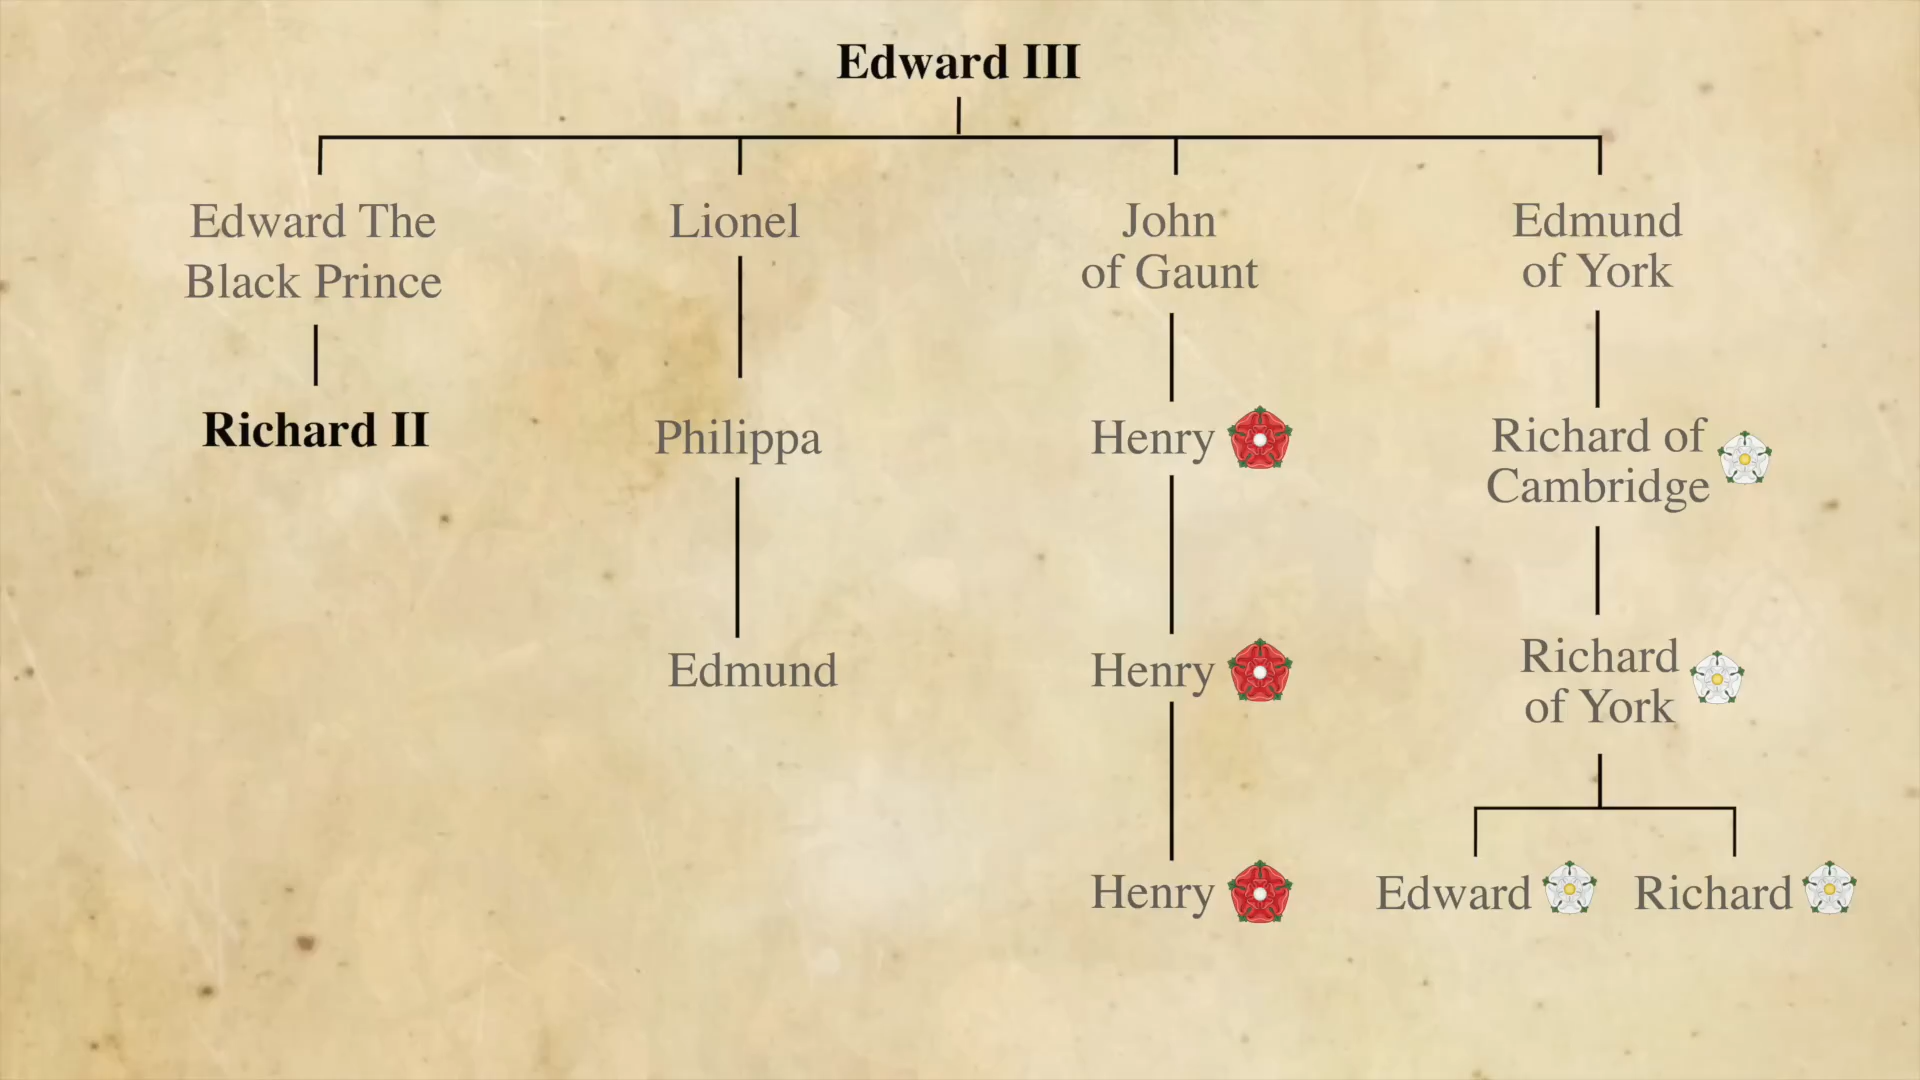 Edward III
Edward The
Black Prince
Lionel
John
of Gaunt
Edmund
of York
Richard II
Philippa
Henry
Richard of
Cambridge
Edmund
Henry
Richard
of York
Henry
Edward
Richard